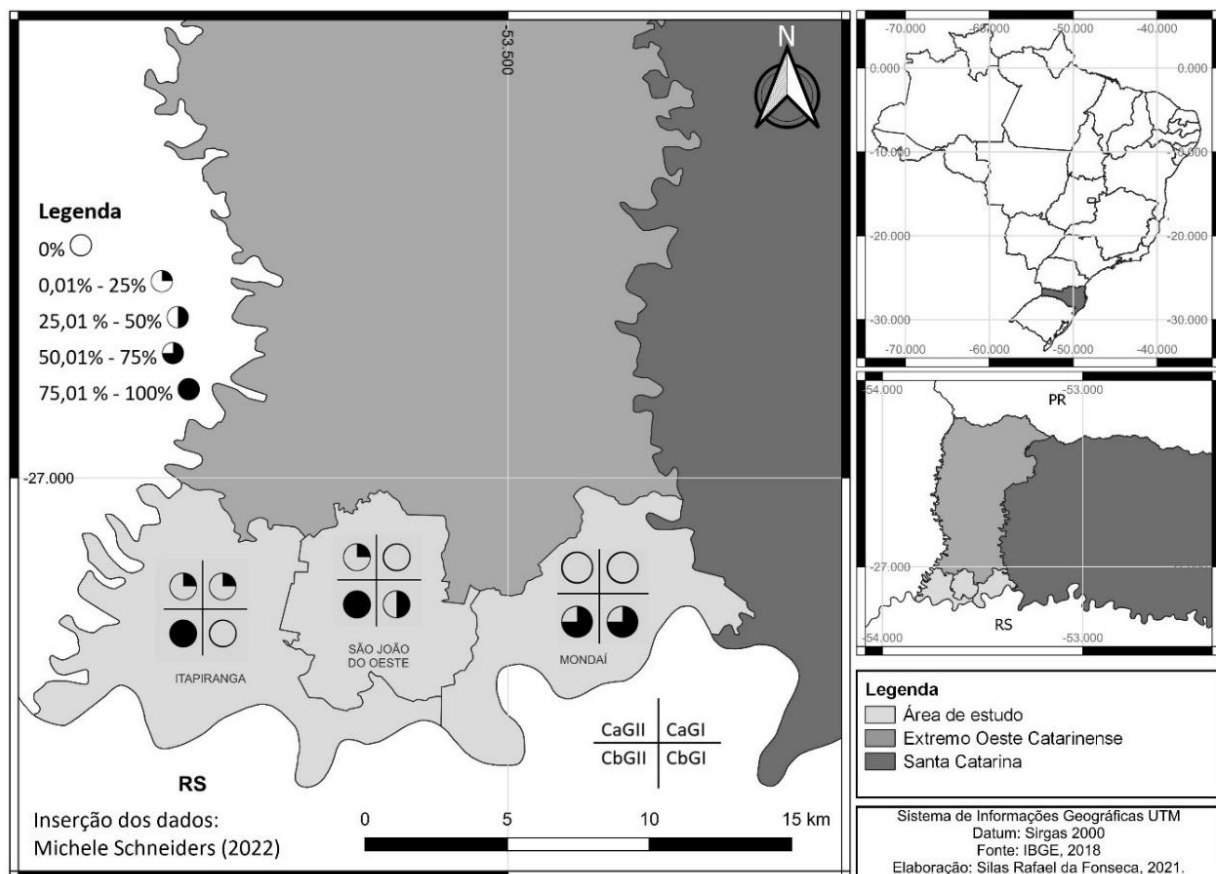 -53.500
N
Legenda
0%
0,01% - 25%
25,01 % - 50%
50,01% - 75%
75,01 % - 100%
-27.000
ITAPIRANGA
SÃO JOÃO
DO OESTE
MONDAÍ
CaGII CaGI
CbGII CbGI
RS
Inserção dos dados:
Michele Schneiders (2022)
0 5 10 15 km
-70.000 -60.000 -50.000 -40.000
0.000 0.000
-10.000 -10.000
-20.000 -20.000
-30.000 -30.000
-70.000 -60.000 -50.000 -40.000
-54.000 -53.000
PR
-27.000 -27.000
RS
-54.000 -53.000
Legenda
Área de estudo
Extremo Oeste Catarinense
Santa Catarina
Sistema de Informações Geográficas UTM
Datum: Sirgas 2000
Fonte: IBGE, 2018
Elaboração: Silas Rafael da Fonseca, 2021.